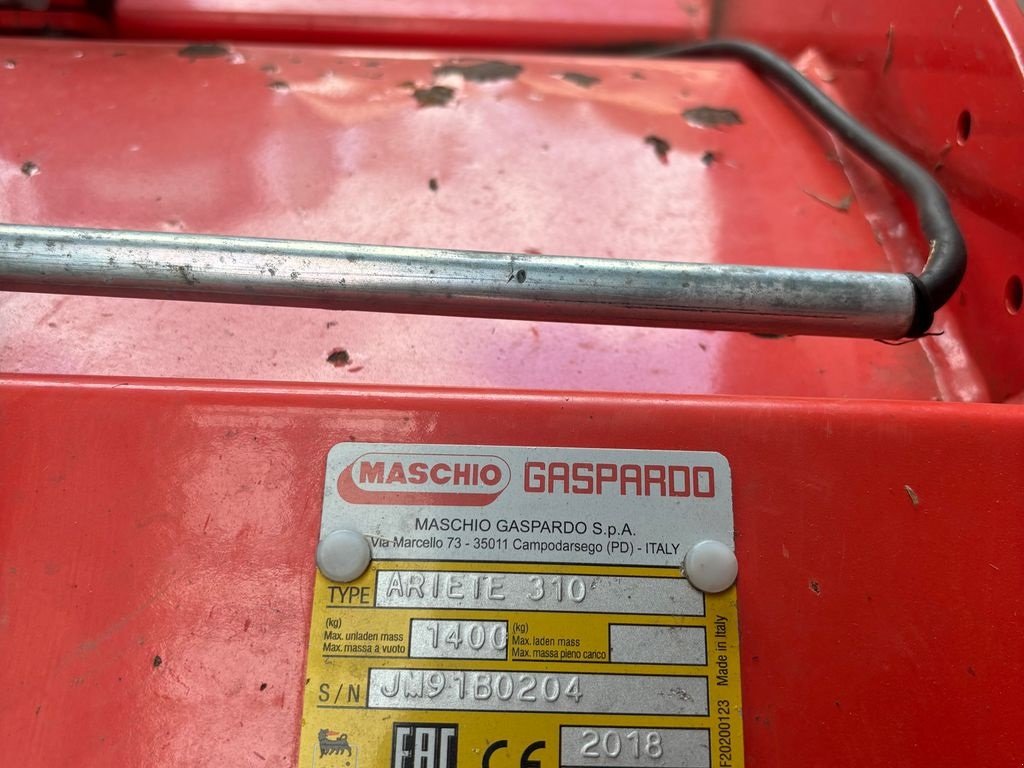 MASCHIO GASPARDO
MASCHIO GASPARDO S.p.A.
Via Marcello 73 - 35011 Campodarsego (PD) - ITALY
TYPE ARIETE 310
(kg)
Max. unladen mass
Max. massa a vuoto
1400
(kg)
Max. laden mass
Max. massa pieno carico
S/N JM91B0204
EAC CE 2018
F20200123 Made in Italy